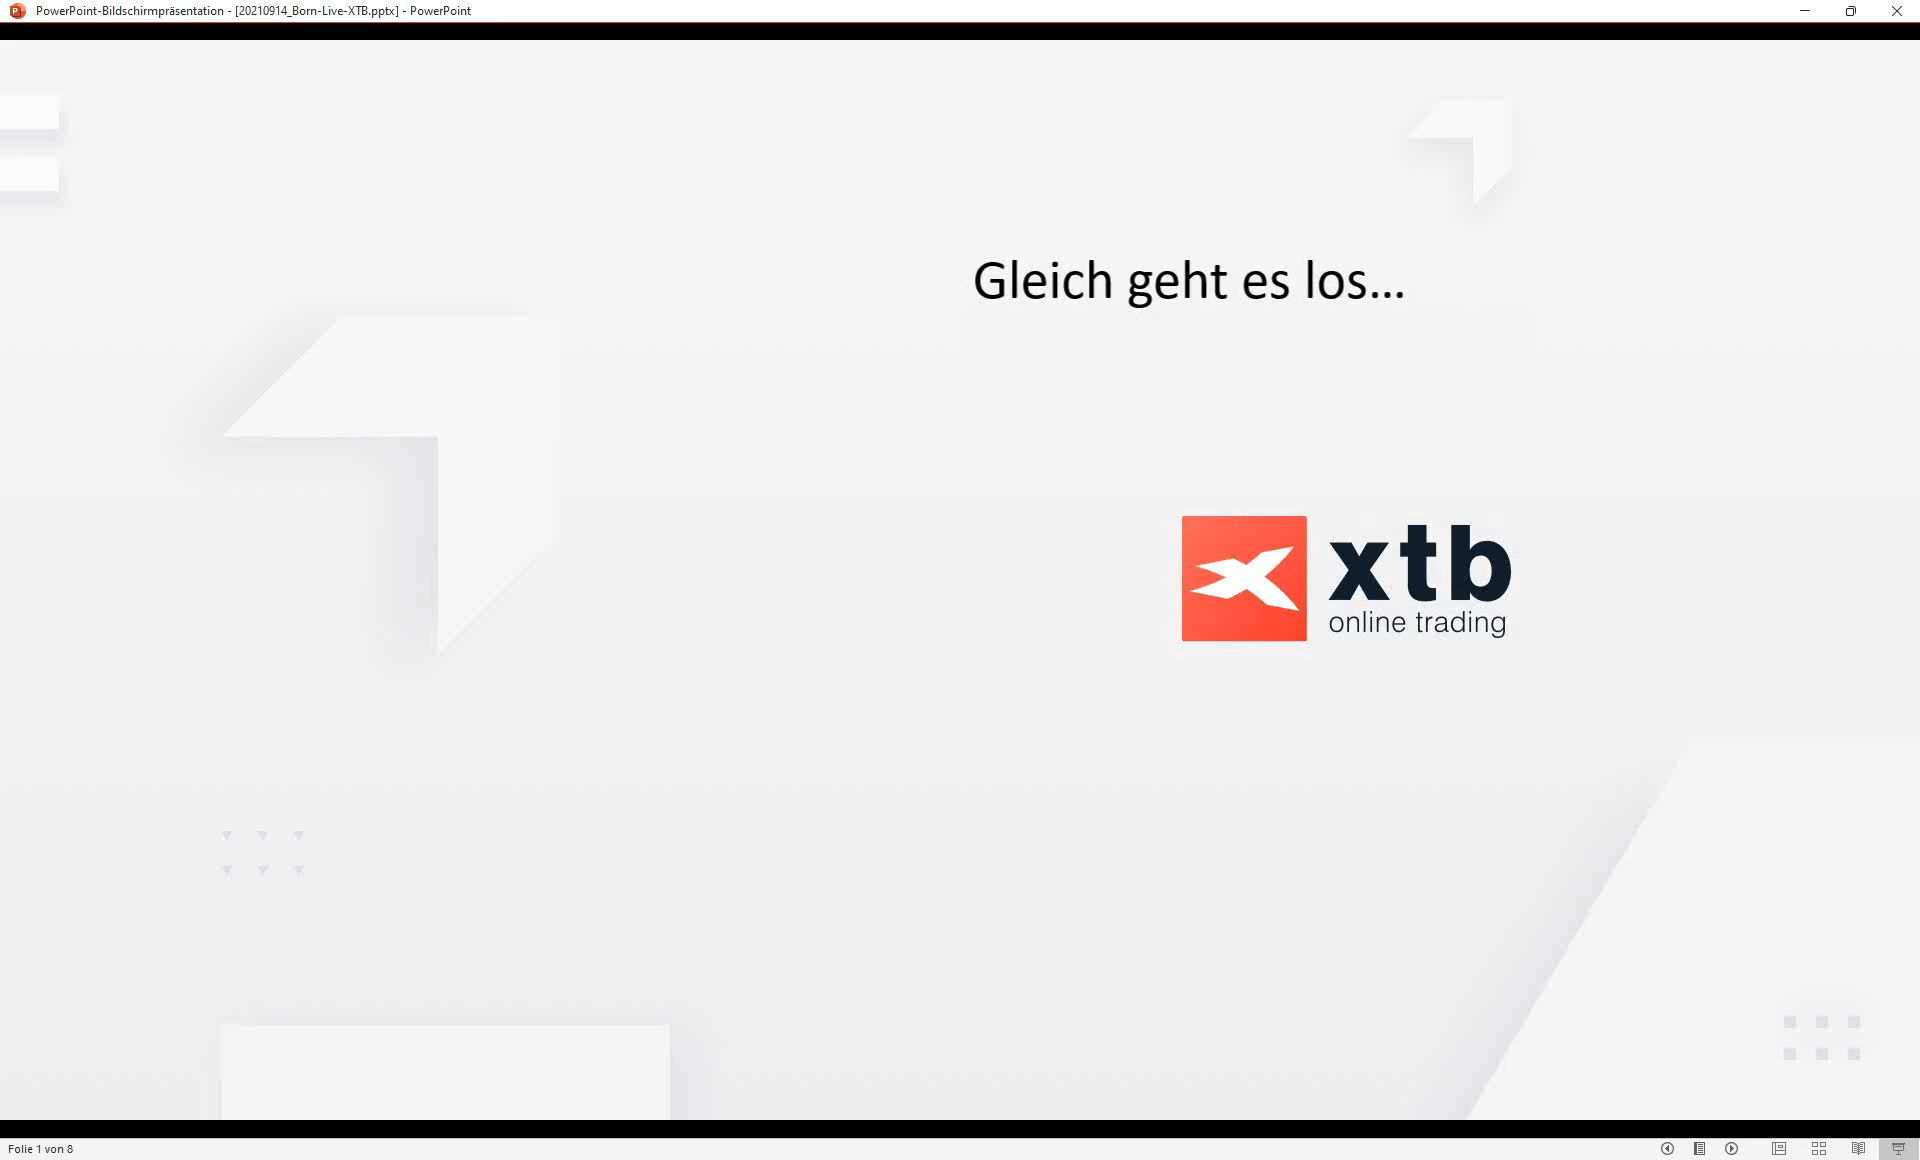 PowerPoint-Bildschirmpräsentation - [20210914_Born-Live-XTB.pptx] - PowerPoint
Gleich geht es los...
xtb
online trading
Folie 1 von 8